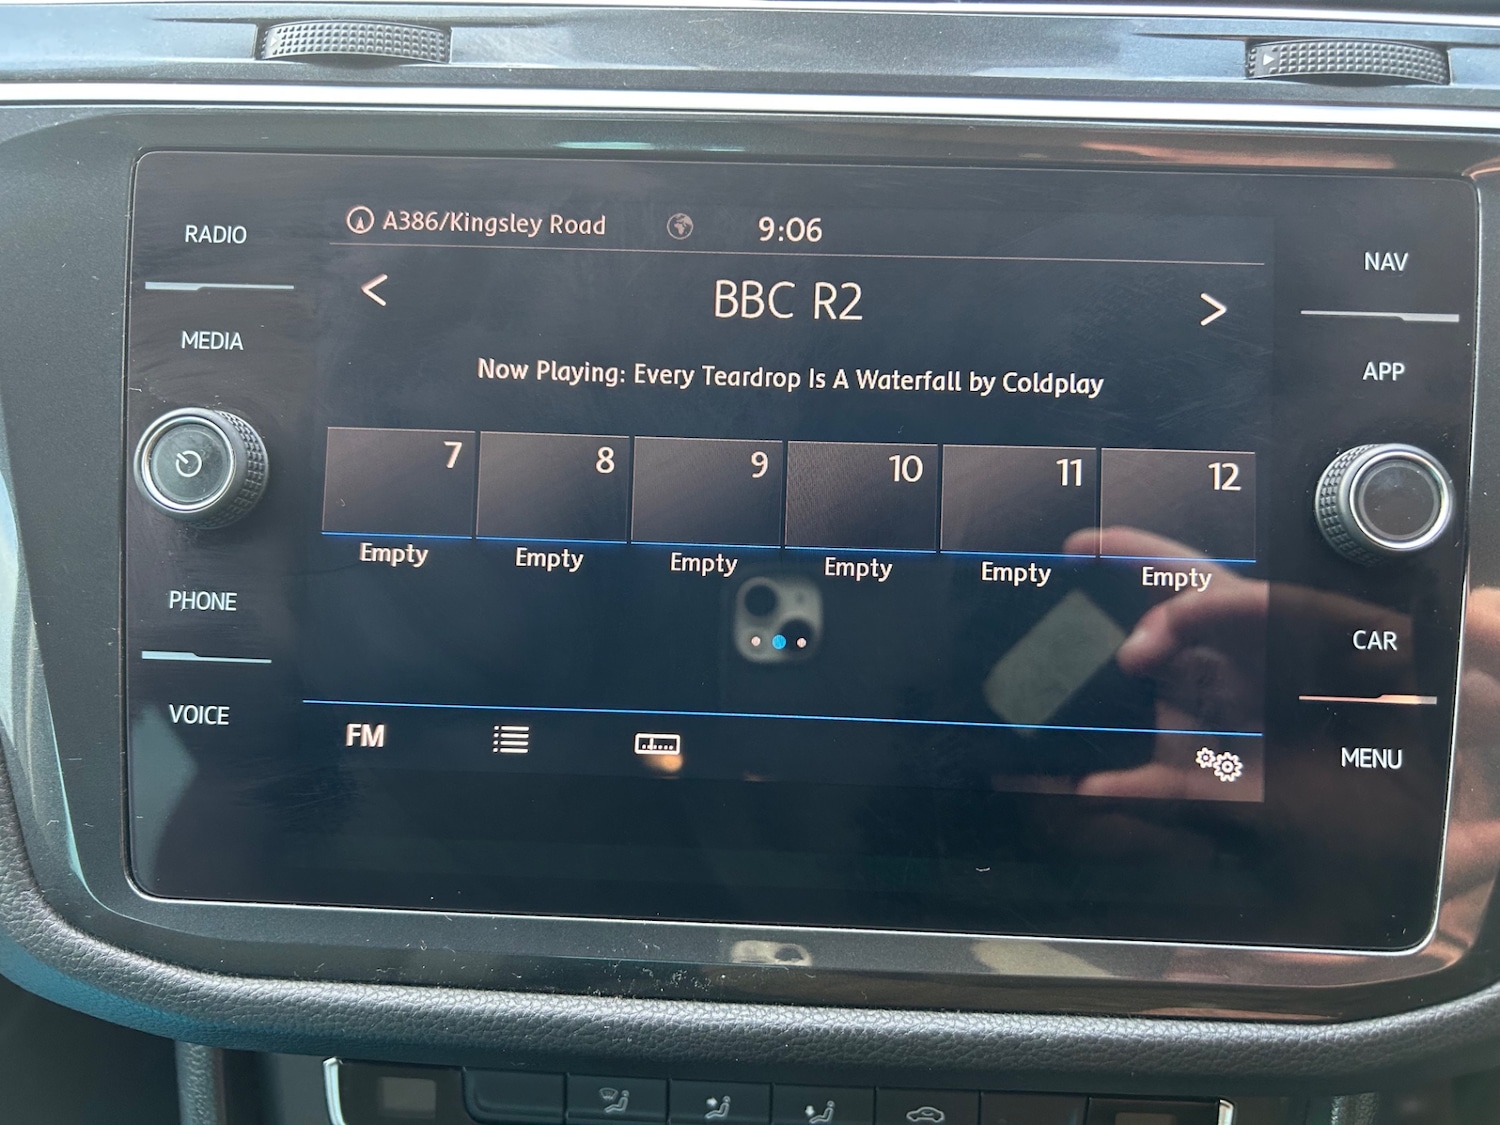 RADIO
MEDIA
PHONE
VOICE
A386/Kingsley Road
9:06
BBC R2
Now Playing: Every Teardrop Is A Waterfall by Coldplay
7 8 9 10 11 12
Empty Empty Empty Empty Empty Empty
FM
NAV
APP
CAR
MENU